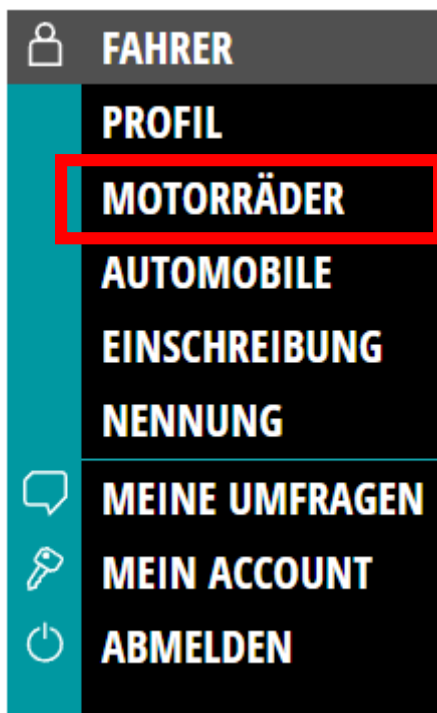 FAHRER
PROFIL
MOTORRÄDER
AUTOMOBILE
EINSCHREIBUNG
NENNUNG
MEINE UMFRAGEN
MEIN ACCOUNT
ABMELDEN